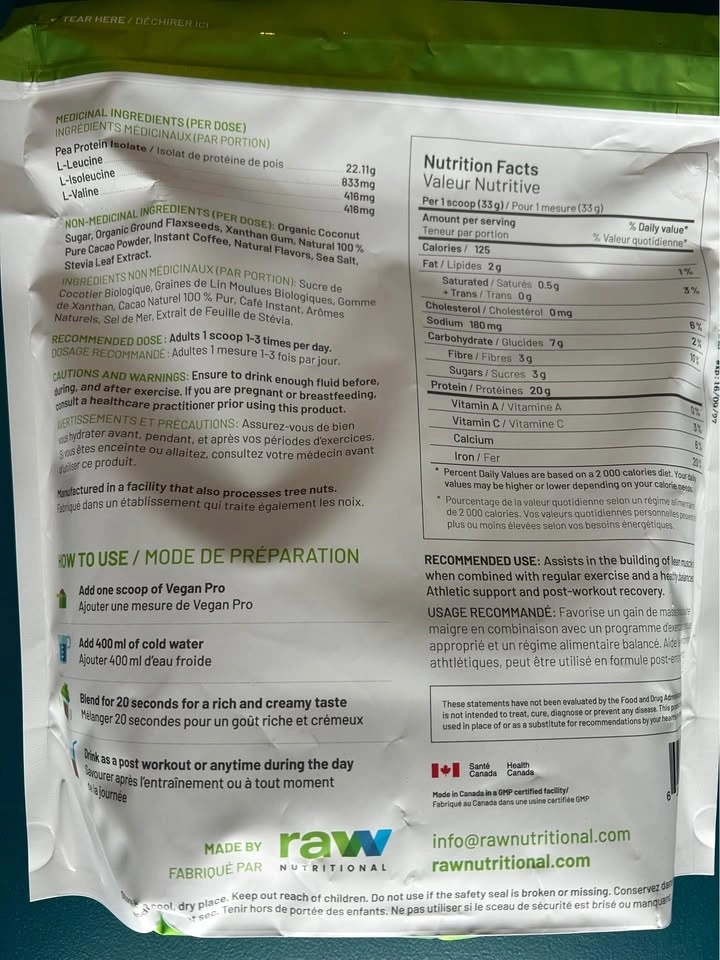 TEAR HERE / DÉCHIRER ICI
MEDICINAL INGREDIENTS (PER DOSE)
INGRÉDIENTS MÉDICINAUX (PAR PORTION)
Pea Protein Isolate / Isolat de protéine de pois 22.11g
L-Leucine 833mg
L-Isoleucine 416mg
L-Valine 416mg
NON-MEDICINAL INGREDIENTS (PER DOSE): Organic Coconut
Sugar, Organic Ground Flaxseeds, Xanthan Gum, Natural 100 %
Pure Cacao Powder, Instant Coffee, Natural Flavors, Sea Salt,
Stevia Leaf Extract.
INGRÉDIENTS NON MÉDICINAUX (PAR PORTION): Sucre de
Cocotier Biologique, Graines de Lin Moulues Biologiques, Gomme
de Xanthan, Cacao Naturel 100 % Pur, Café Instant, Arômes
Naturels, Sel de Mer, Extrait de Feuille de Stévia.
RECOMMENDED DOSE: Adults 1 scoop 1-3 times per day.
DOSAGE RECOMMANDÉ: Adultes 1 mesure 1-3 fois par jour.
CAUTIONS AND WARNINGS: Ensure to drink enough fluid before,
during, and after exercise. If you are pregnant or breastfeeding,
consult a healthcare practitioner prior using this product.
AVERTISSEMENTS ET PRÉCAUTIONS: Assurez-vous de bien
vous hydrater avant, pendant, et après vos périodes d'exercices.
Si vous êtes enceinte ou allaitez, consultez votre médecin avant
d'utiliser ce produit.
Manufactured in a facility that also processes tree nuts.
Fabriqué dans un établissement qui traite également les noix.
HOW TO USE / MODE DE PRÉPARATION
Add one scoop of Vegan Pro
Ajouter une mesure de Vegan Pro
Add 400 ml of cold water
Ajouter 400 ml d'eau froide
Blend for 20 seconds for a rich and creamy taste
Mélanger 20 secondes pour un goût riche et crémeux
Drink as a post workout or anytime during the day
Savourer après l'entraînement ou à tout moment
de la journée
MADE BY
FABRIQUÉ PAR
raw
NUTRITIONAL
Nutrition Facts
Valeur Nutritive
Per 1 scoop (33 g) / Pour 1 mesure (33 g)
Amount per serving % Daily value*
Teneur par portion % Valeur quotidienne*
Calories / 125
Fat / Lipides 2 g 1%
Saturated / Saturés 0.5g 3 %
+ Trans / Trans 0 g
Cholesterol / Cholestérol 0 mg
Sodium 180 mg 6%
Carbohydrate / Glucides 7 g 2%
Fibre / Fibres 3 g 10%
Sugars / Sucres 3 g
Protein / Protéines 20 g
Vitamin A / Vitamine A 0%
Vitamin C / Vitamine C 3%
Calcium 6%
Iron / Fer 20%
* Percent Daily Values are based on a 2 000 calories diet. Your daily
values may be higher or lower depending on your calorie needs.
* Pourcentage de la valeur quotidienne selon un régime alimentaire
de 2 000 calories. Vos valeurs quotidiennes personnelles peuvent
plus ou moins élevées selon vos besoins énergétiques.
RECOMMENDED USE: Assists in the building of lean muscle
when combined with regular exercise and a healthy balanced
Athletic support and post-workout recovery.
USAGE RECOMMANDÉ: Favorise un gain de
maigre en combinaison avec un programme
approprié et un régime alimentaire balancé. Aide
athtlétiques, peut être utilisé en formule
These statements have not been evaluated by the Food and Drug
is not intended to treat, cure, diagnose or prevent any disease. This
used in place of or as a substitute for recommendations by your
Santé Health
Canada Canada
Made in Canada in a GMP certified facility/
Fabriqué au Canada dans une usine certifiée GMP
6
info@rawnutritional.com
rawnutritional.com
cool, dry place. Keep out reach of children. Do not use if the safety seal is broken or missing. Conservez
sec. Tenir hors de portée des enfants. Ne pas utiliser si le sceau de sécurité est brisé ou